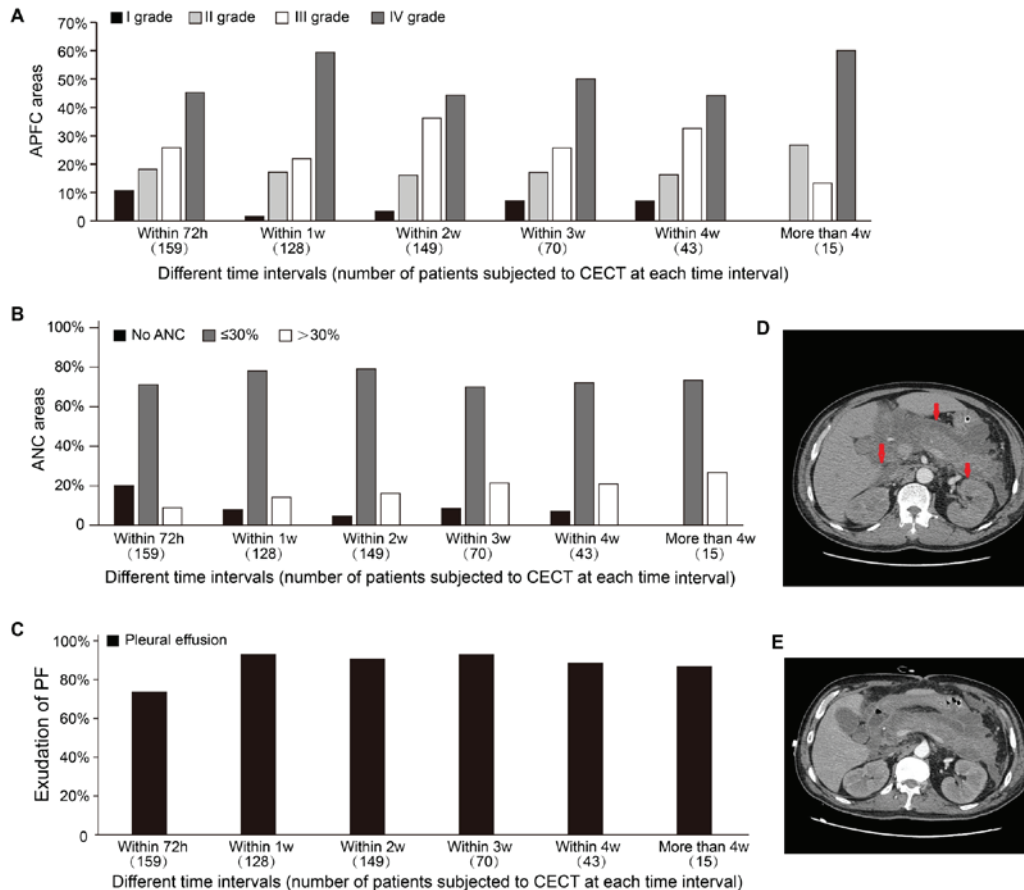 A
I grade II grade III grade IV grade
70%
60%
50%
40%
30%
20%
10%
0
APFC areas
Within 72h Within 1w Within 2w Within 3w Within 4w More than 4w
(159) (128) (149) (70) (43) (15)
Different time intervals (number of patients subjected to CECT at each time interval)
B
No ANC ≤30% >30%
100%
80%
60%
40%
20%
0
ANC areas
Within 72h Within 1w Within 2w Within 3w Within 4w More than 4w
(159) (128) (149) (70) (43) (15)
Different time intervals (number of patients subjected to CECT at each time interval)
C
Pleural effusion
100%
80%
60%
40%
20%
0
Exudation of PF
Within 72h Within 1w Within 2w Within 3w Within 4w More than 4w
(159) (128) (149) (70) (43) (15)
Different time intervals (number of patients subjected to CECT at each time interval)
D
E